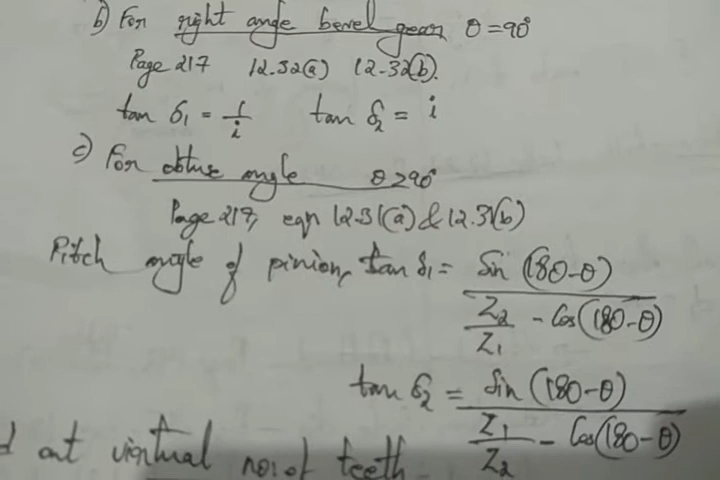 b) For right angle bevel gear θ=90°
Page 217 12.32(a) 12.32(b).
tan δ1 = 1/i tan δ2 = i
c) For obtuse angle θ>90°
Page 217, eqn 12.31(a) & 12.31(b)
Pitch angle of pinion, tan δ1 = Sin (180-θ)
Z2/Z1 - Cos(180-θ)
tan δ2 = Sin (180-θ)
Z1/Z2 - Cos(180-θ)
out virtual no. of teeth